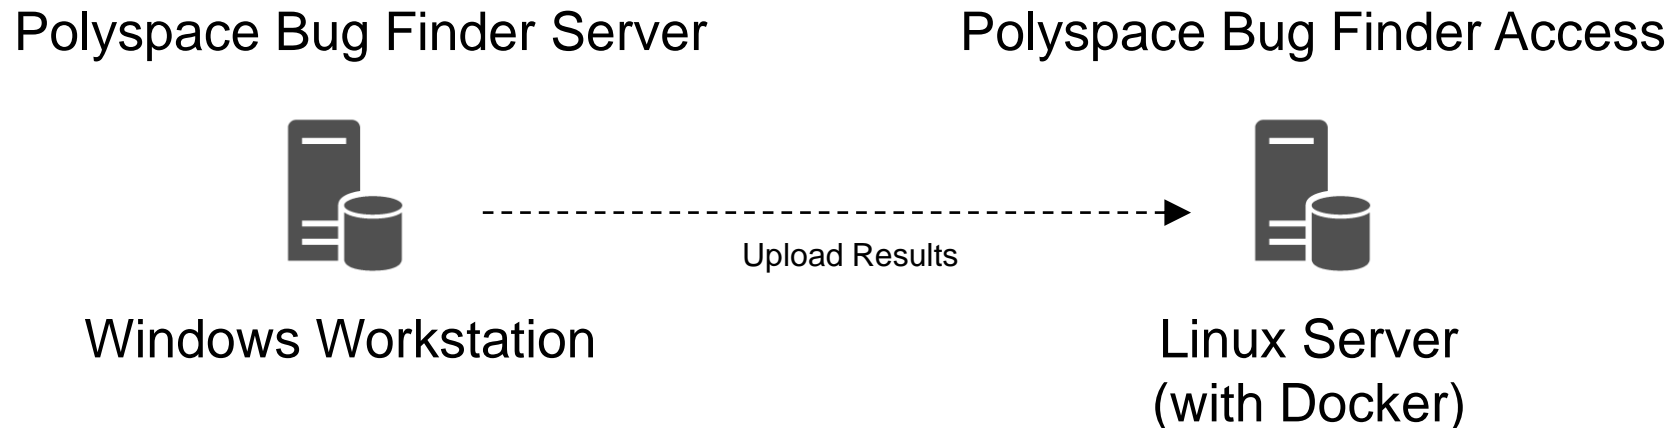 Polyspace Bug Finder Server
Polyspace Bug Finder Access
Upload Results
Windows Workstation
Linux Server
(with Docker)